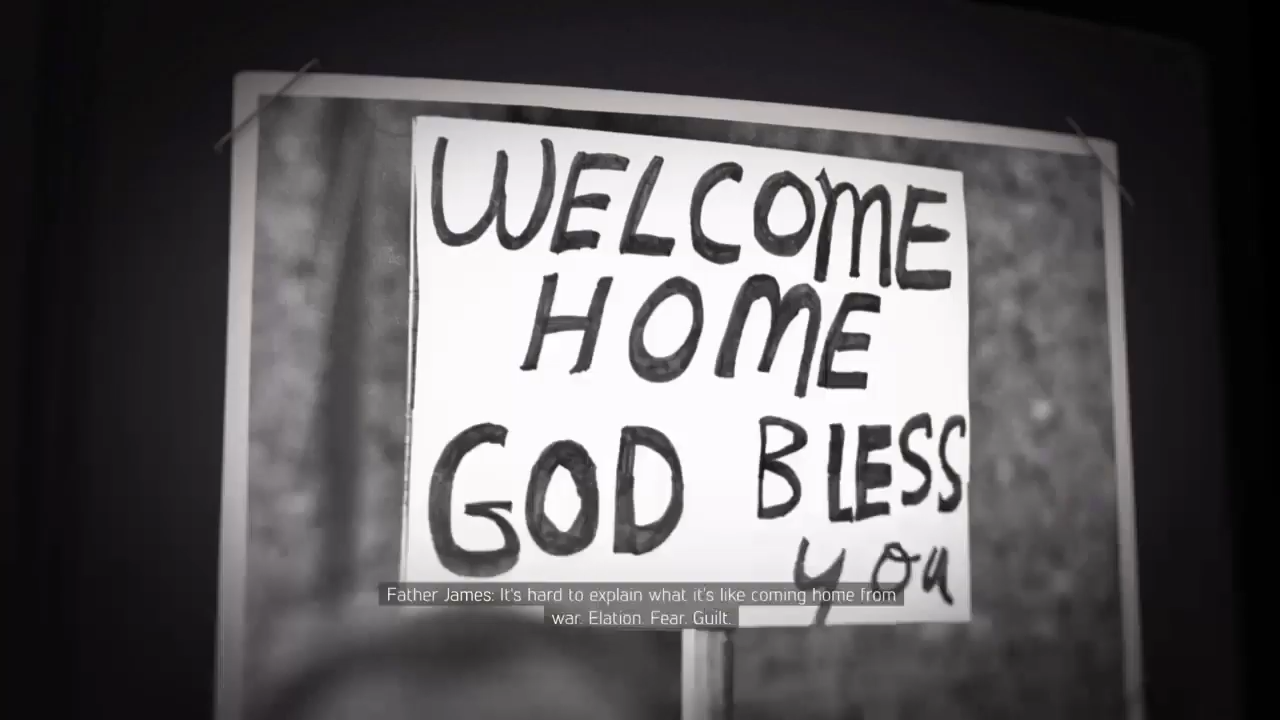 WELCOME
HOME
GOD BLESS
you
Father James: It's hard to explain what it's like coming home from
war. Elation. Fear. Guilt.